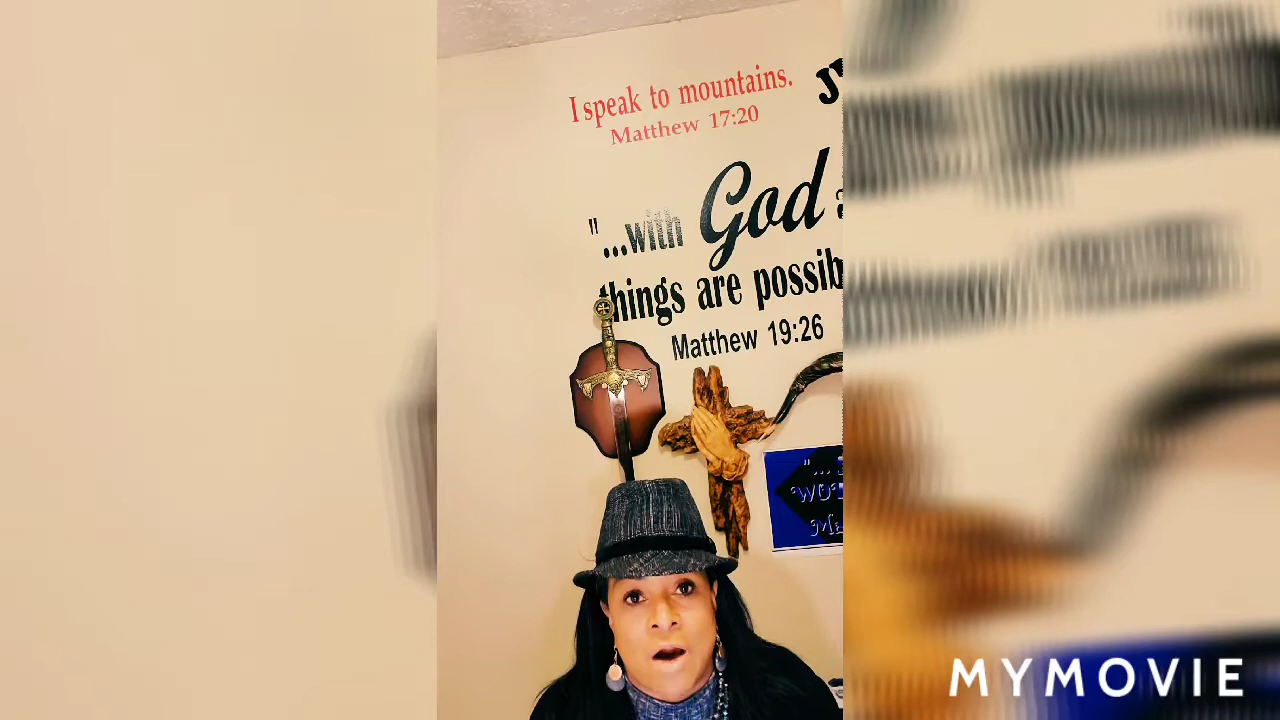 I speak to mountains.
Matthew 17:20
"...with God
things are possib
Matthew 19:26
"...
MYMOVIE